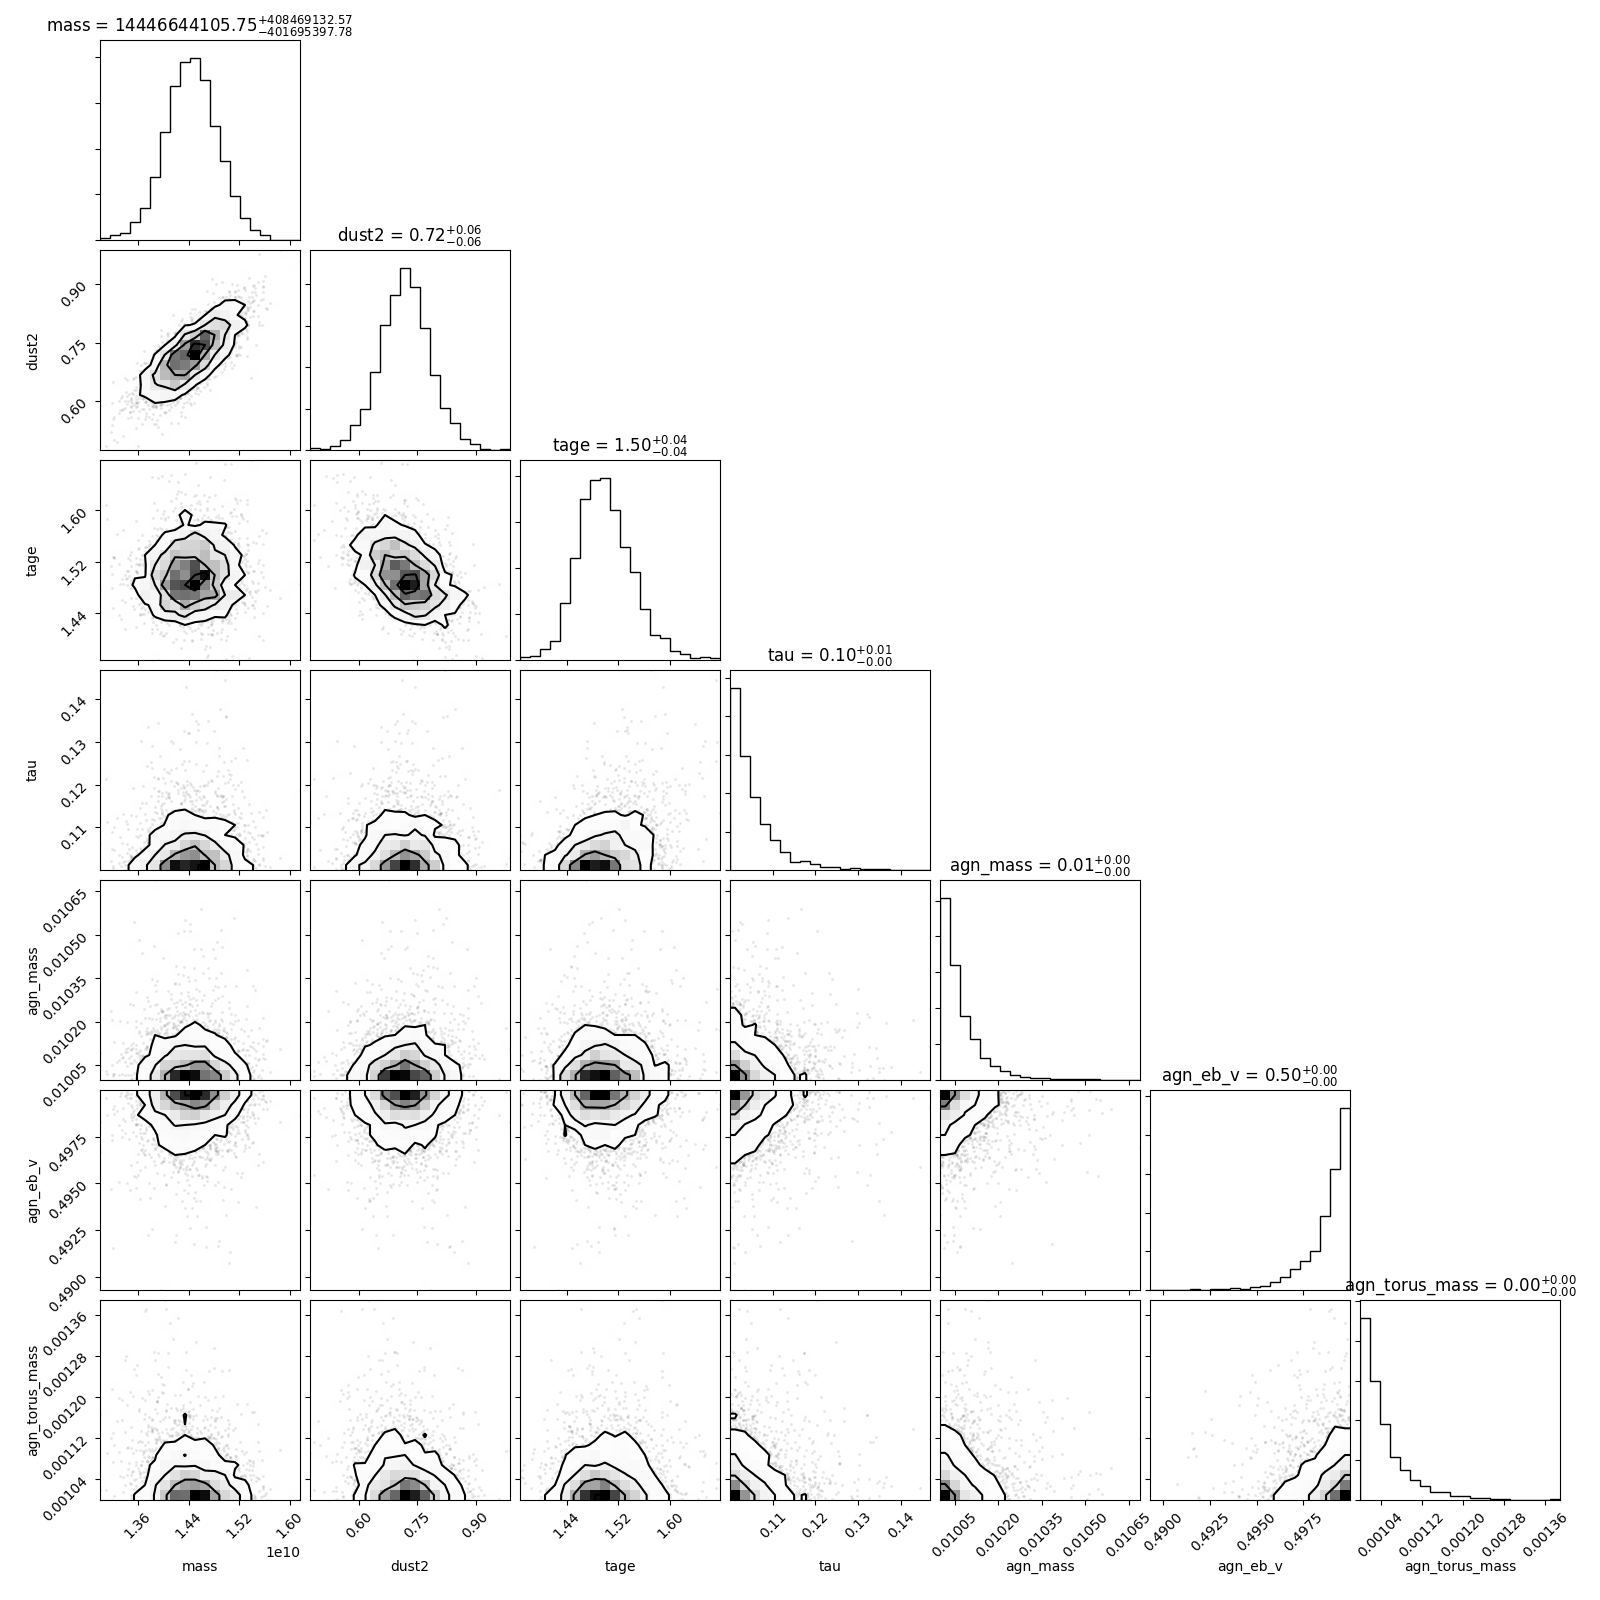 mass = 14446644105.75+408469132.57−401695397.78
dust2 = 0.72+0.06−0.06
0.90
0.75
0.60
dust2
tage = 1.50+0.04−0.04
1.60
1.52
1.44
tage
tau = 0.10+0.01−0.00
0.14
0.13
0.12
0.11
tau
agn_mass = 0.01+0.00−0.00
0.01065
0.01050
0.01035
0.01020
0.01005
agn_mass
agn_eb_v = 0.50+0.00−0.00
0.4975
0.4950
0.4925
0.4900
agn_eb_v
agn_torus_mass = 0.00+0.00−0.00
0.00136
0.00128
0.00120
0.00112
0.00104
agn_torus_mass
1.36 1.44 1.52 1.60
1e10
mass
0.60 0.75 0.90
dust2
1.44 1.52 1.60
tage
0.11 0.12 0.13 0.14
tau
0.01005 0.01020 0.01035 0.01050 0.01065
agn_mass
0.4900 0.4925 0.4950 0.4975
agn_eb_v
0.00104 0.00112 0.00120 0.00128 0.00136
agn_torus_mass